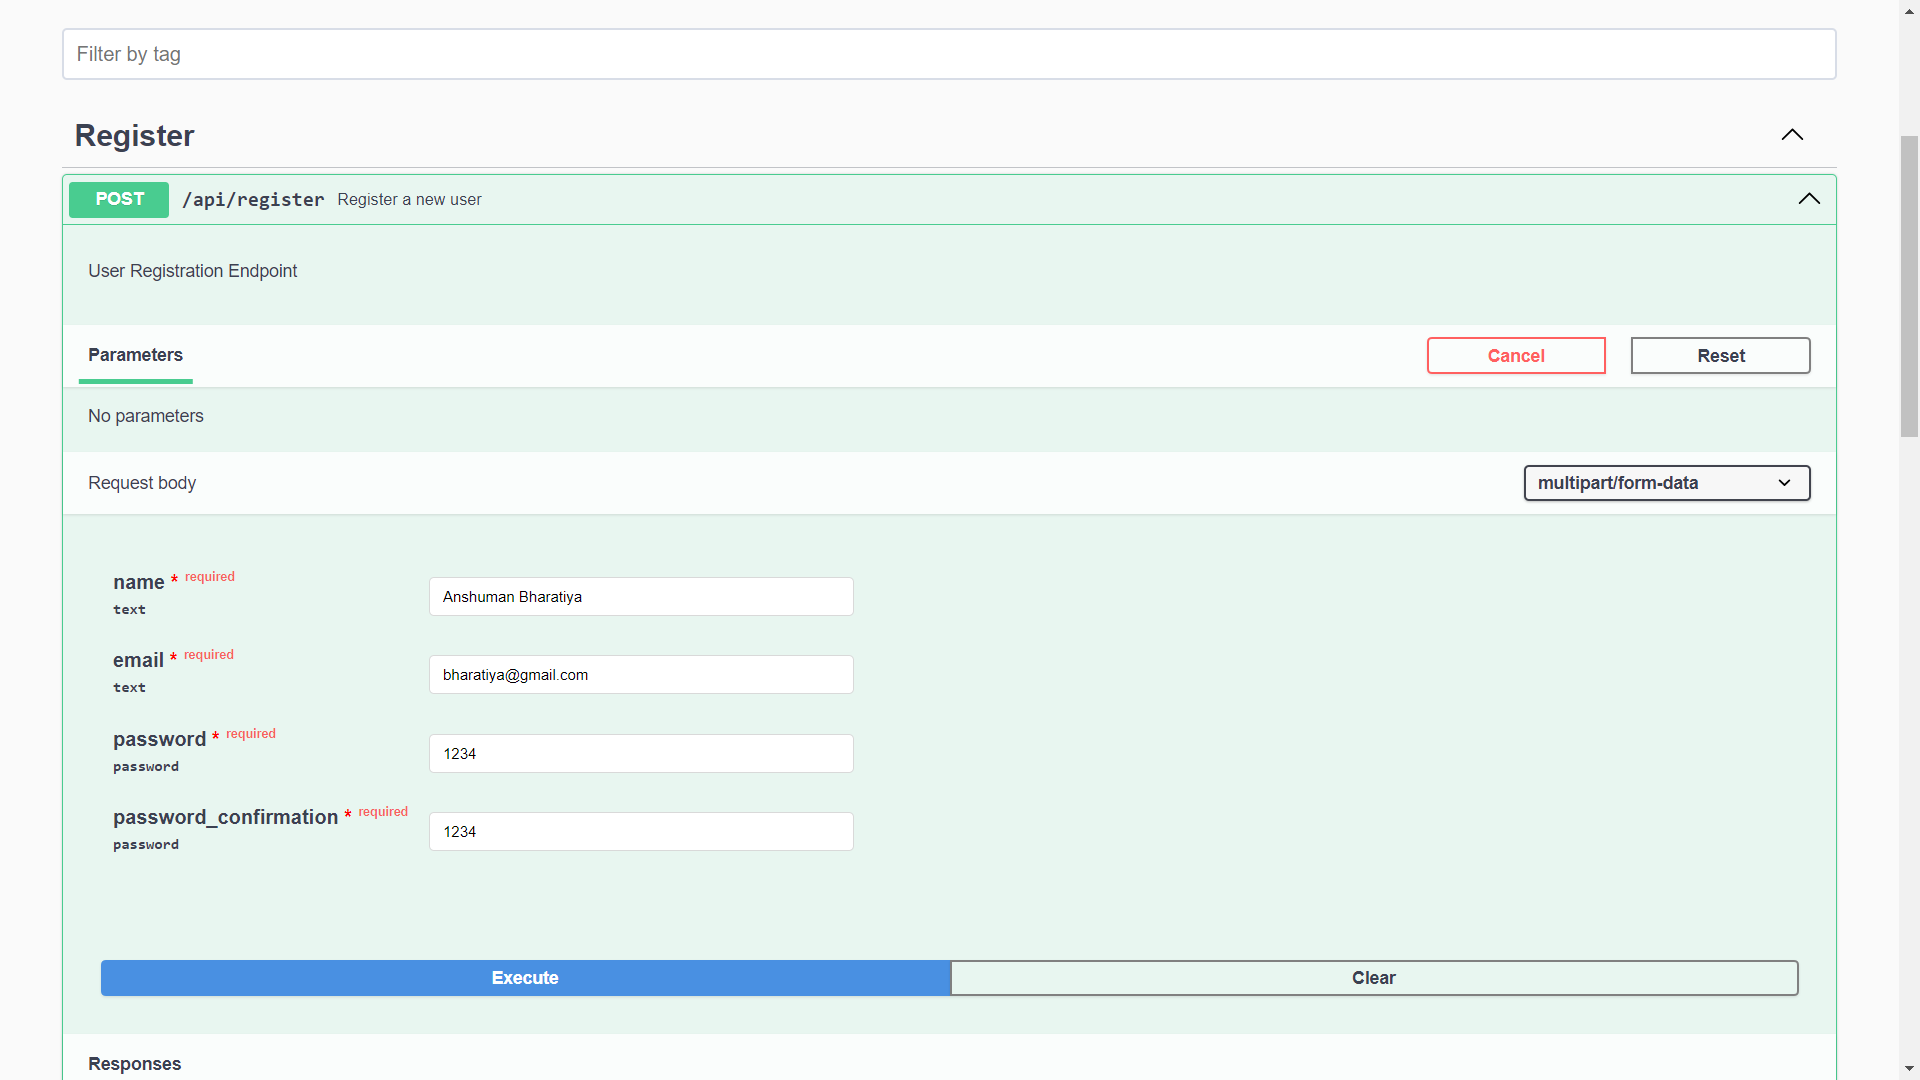 Filter by tag
Register
POST /api/register Register a new user
User Registration Endpoint
Parameters Cancel Reset
No parameters
Request body multipart/form-data
name * required
text
Anshuman Bharatiya
email * required
text
bharatiya@gmail.com
password * required
password
1234
password_confirmation * required
password
1234
Execute Clear
Responses